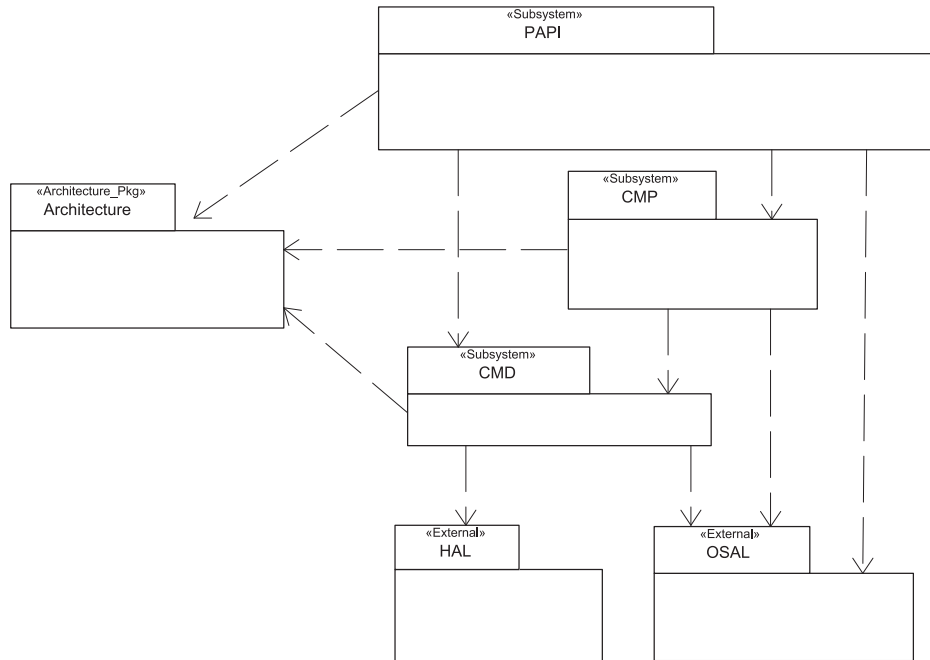 «Subsystem»
PAPI
«Architecture_Pkg»
Architecture
«Subsystem»
CMP
«Subsystem»
CMD
«External»
HAL
«External»
OSAL